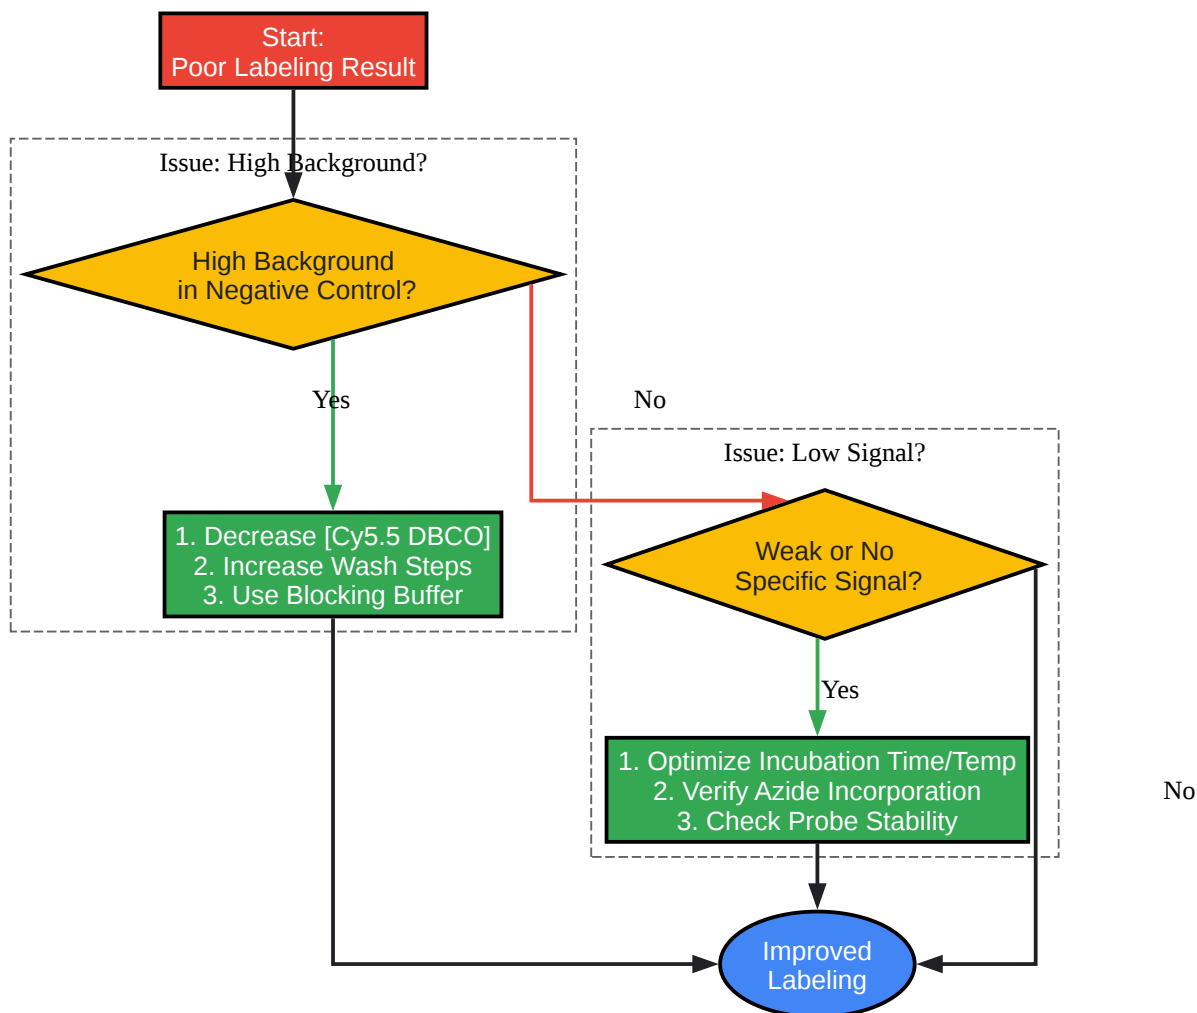 Start:
Poor Labeling Result
Issue: High Background?
High Background
in Negative Control?
Yes
No
Issue: Low Signal?
1. Decrease [Cy5.5 DBCO]
2. Increase Wash Steps
3. Use Blocking Buffer
Weak or No
Specific Signal?
Yes
1. Optimize Incubation Time/Temp
2. Verify Azide Incorporation
3. Check Probe Stability
No
Improved
Labeling